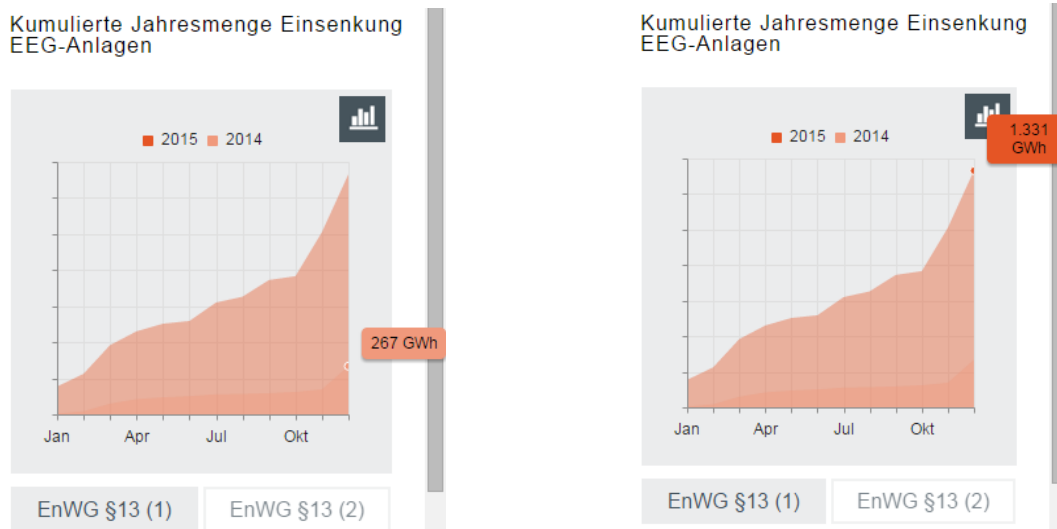 Kumulierte Jahresmenge Einsenkung
EEG-Anlagen
2015 2014
267 GWh
Jan Apr Jul Okt
EnWG §13 (1) EnWG §13 (2)
Kumulierte Jahresmenge Einsenkung
EEG-Anlagen
1.331
GWh
2015 2014
Jan Apr Jul Okt
EnWG §13 (1) EnWG §13 (2)